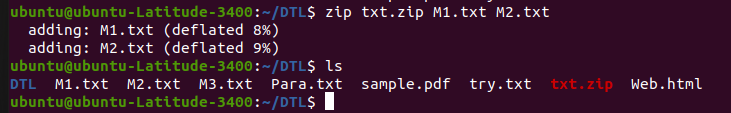 ubuntu@ubuntu-Latitude-3400:~/DTL$ zip txt.zip M1.txt M2.txt
  adding: M1.txt (deflated 8%)
  adding: M2.txt (deflated 9%)
ubuntu@ubuntu-Latitude-3400:~/DTL$ ls
DTL  M1.txt  M2.txt  M3.txt  Para.txt  sample.pdf  try.txt  txt.zip  Web.html
ubuntu@ubuntu-Latitude-3400:~/DTL$